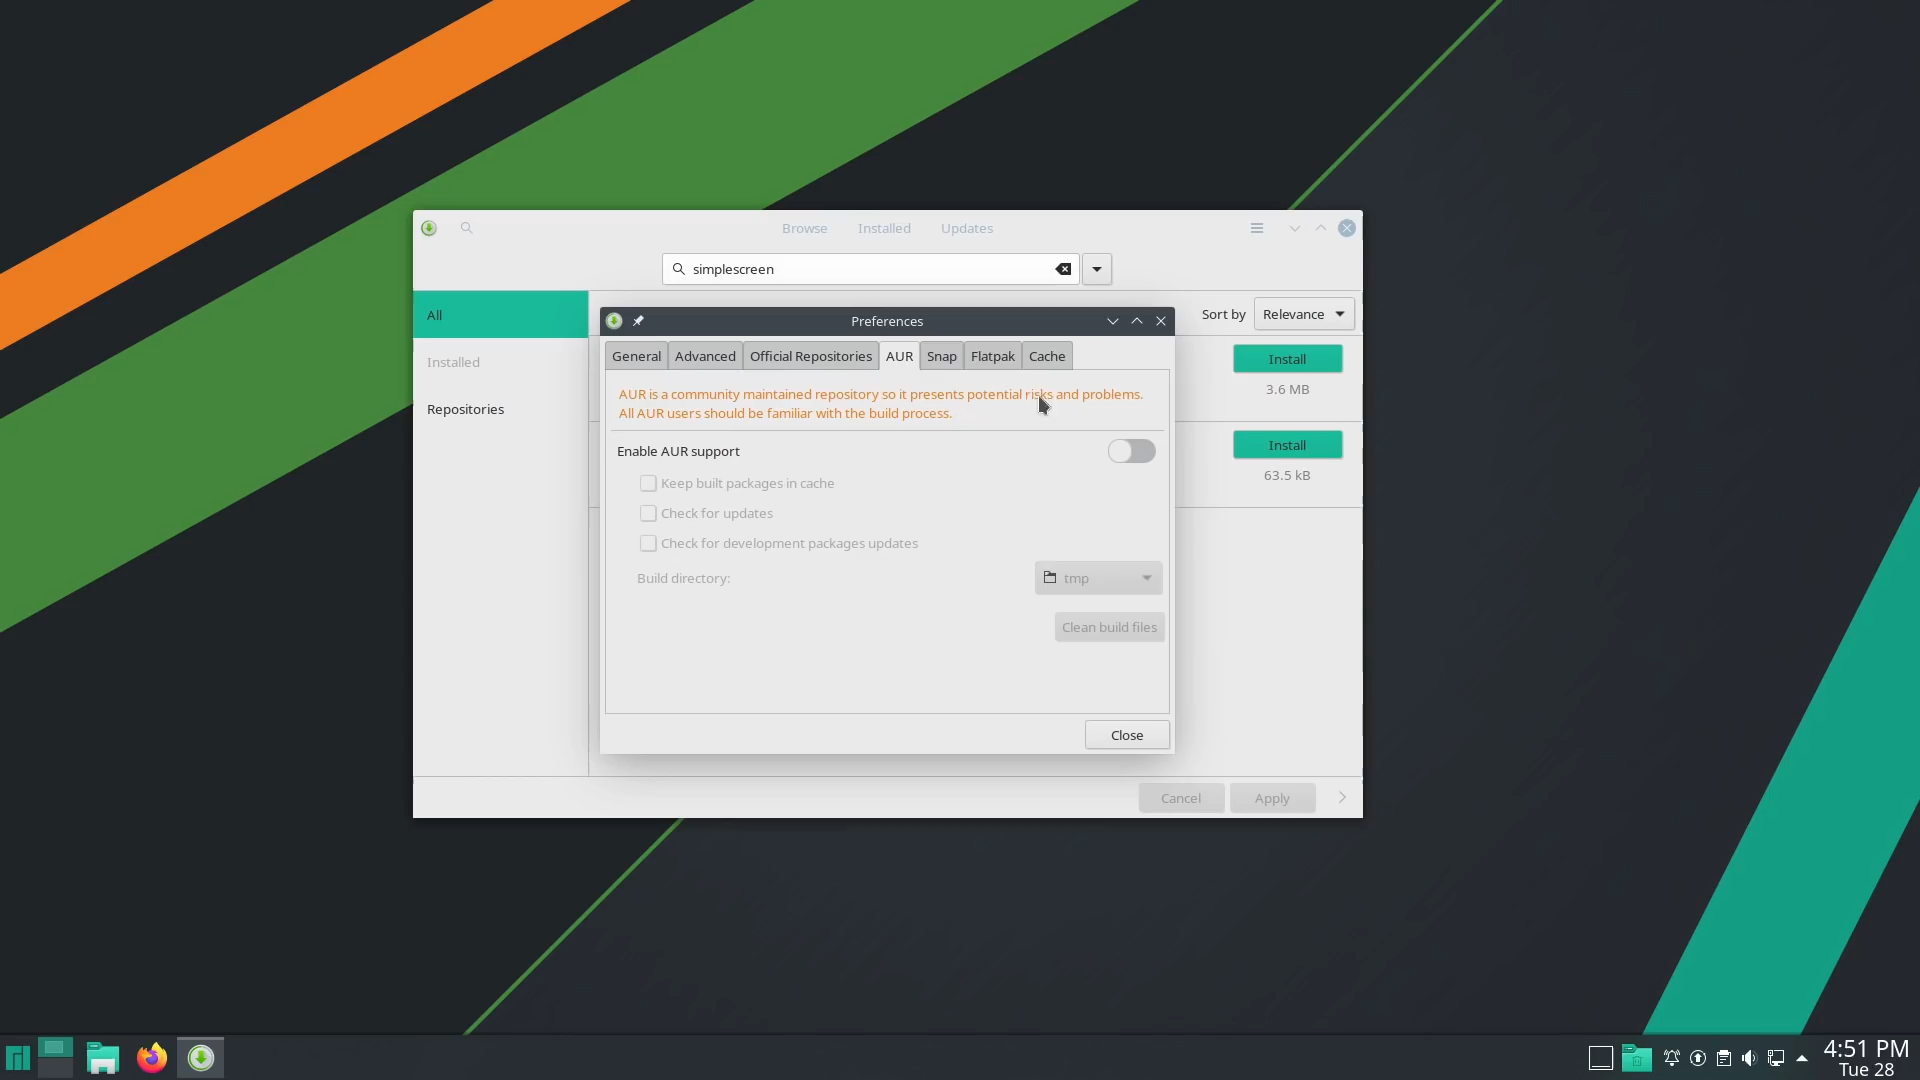 Browse Installed Updates
simplescreen
All
Installed
Repositories
Sort by Relevance
Install
3.6 MB
Install
63.5 kB
Preferences
General Advanced Official Repositories AUR Snap Flatpak Cache
AUR is a community maintained repository so it presents potential risks and problems.
All AUR users should be familiar with the build process.
Enable AUR support
Keep built packages in cache
Check for updates
Check for development packages updates
Build directory: tmp
Clean build files
Close
Cancel Apply
4:51 PM
Tue 28